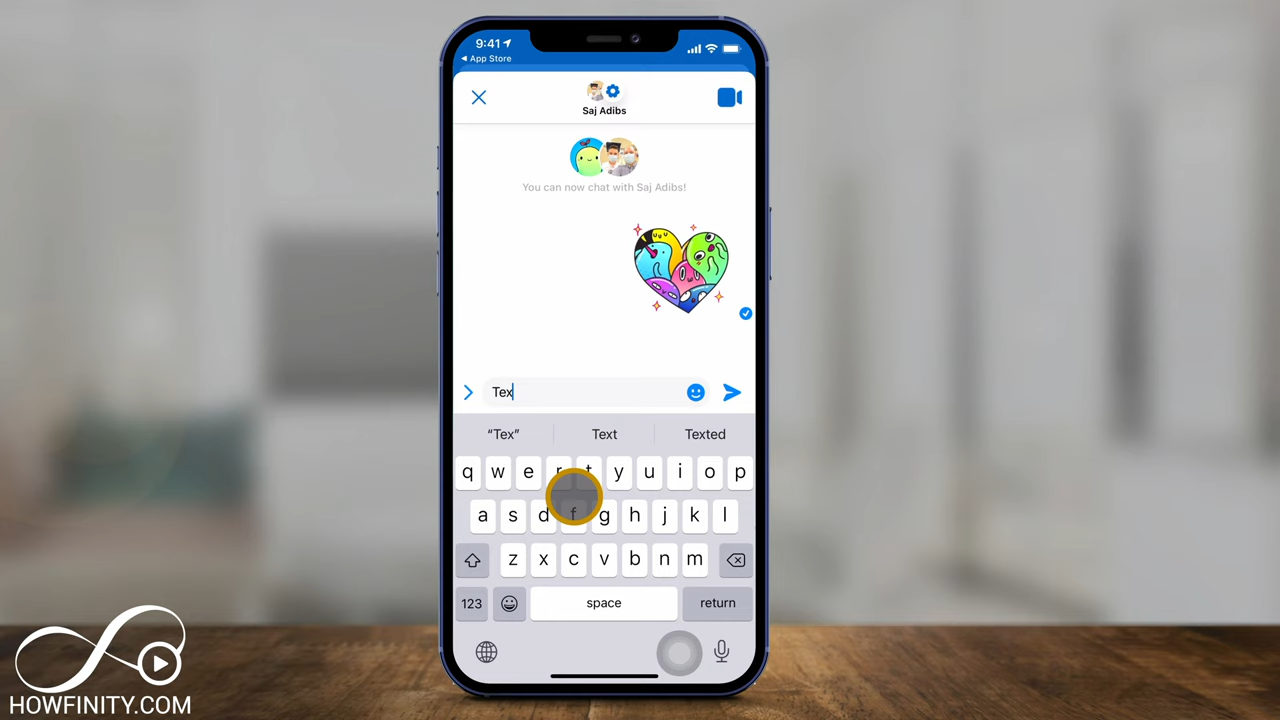 9:41
App Store
Saj Adibs
You can now chat with Saj Adibs!
Tex
“Tex” Text Texted
q w e r t y u i o p
a s d f g h j k l
z x c v b n m
123 space return
HOWFINITY.COM